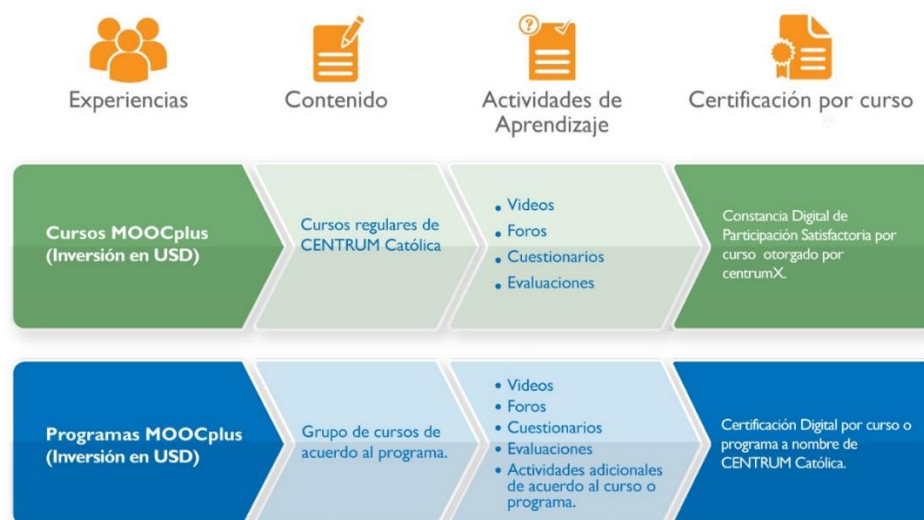 Experiencias
Contenido
Actividades de
Aprendizaje
Certificación por curso
Cursos MOOCplus
(Inversión en USD)
Cursos regulares de
CENTRUM Católica
• Videos
• Foros
• Cuestionarios
• Evaluaciones
Constancia Digital de
Participación Satisfactoria por
curso otorgado por
centrumX.
Programas MOOCplus
(Inversión en USD)
Grupo de cursos de
acuerdo al programa.
• Videos
• Foros
• Cuestionarios
• Evaluaciones
• Actividades adicionales
de acuerdo al curso o
programa.
Certificación Digital por curso o
programa a nombre de
CENTRUM Católica.